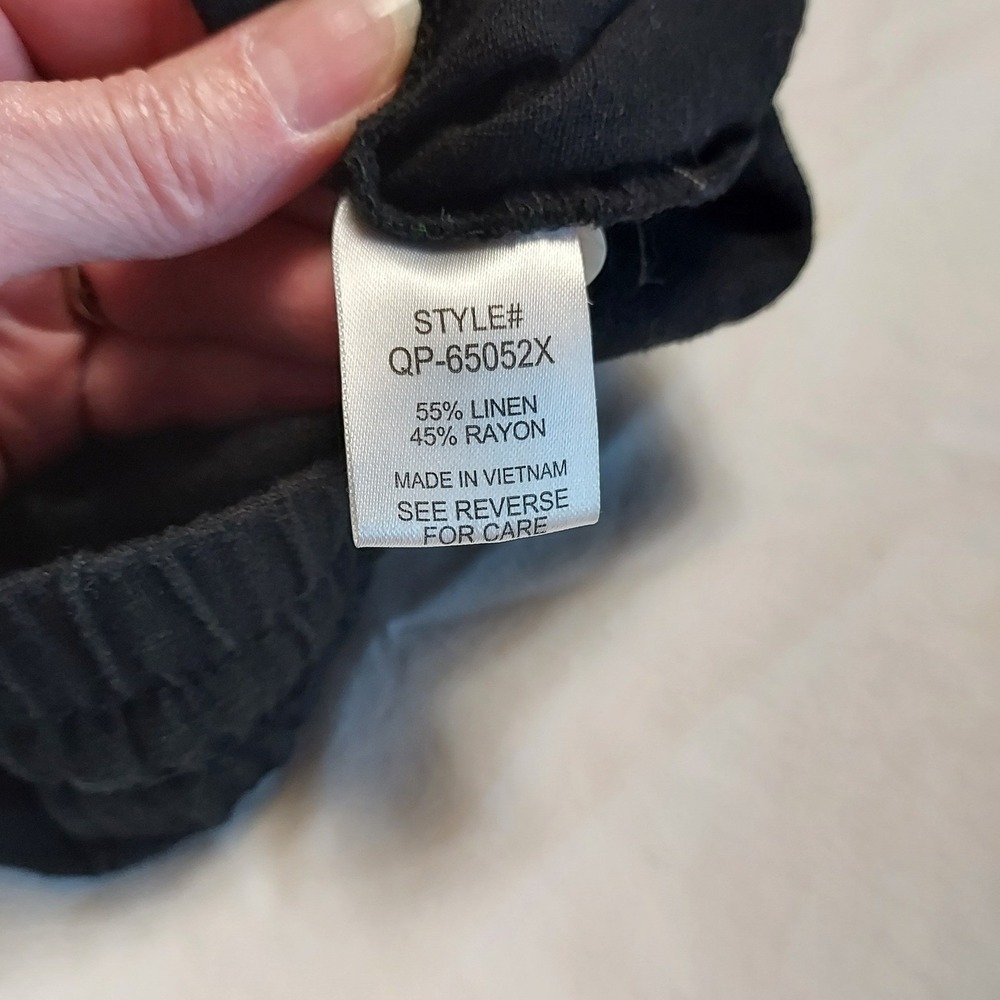 STYLE#
QP-65052X
55% LINEN
45% RAYON
MADE IN VIETNAM
SEE REVERSE
FOR CARE